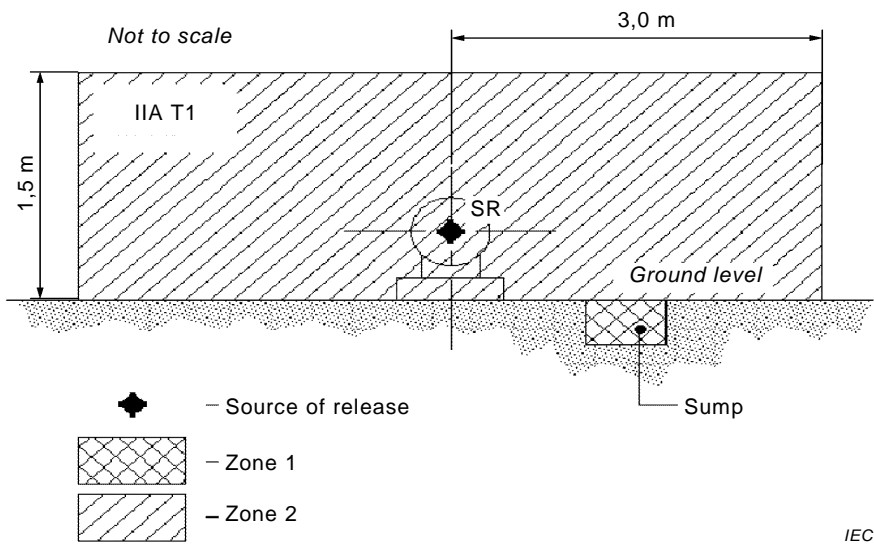 Not to scale
3,0 m
IIA T1
1,5 m
SR
Ground level
Source of release
Sump
Zone 1
Zone 2
IEC